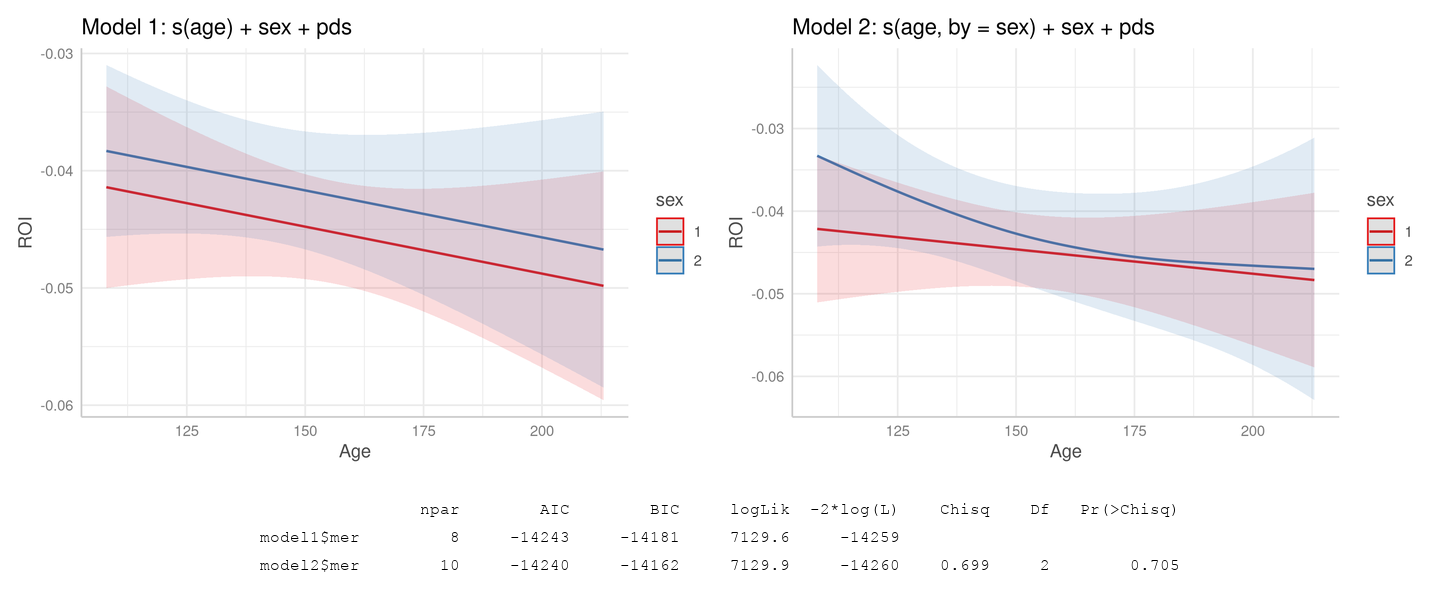 Model 1: s(age) + sex + pds
-0.03
-0.04
-0.05
-0.06
ROI
125 150 175 200
Age
sex
1
2
Model 2: s(age, by = sex) + sex + pds
-0.03
-0.04
-0.05
-0.06
ROI
125 150 175 200
Age
sex
1
2
npar AIC BIC logLik -2*log(L) Chisq Df Pr(>Chisq)
model1$mer 8 -14243 -14181 7129.6 -14259
model2$mer 10 -14240 -14162 7129.9 -14260 0.699 2 0.705